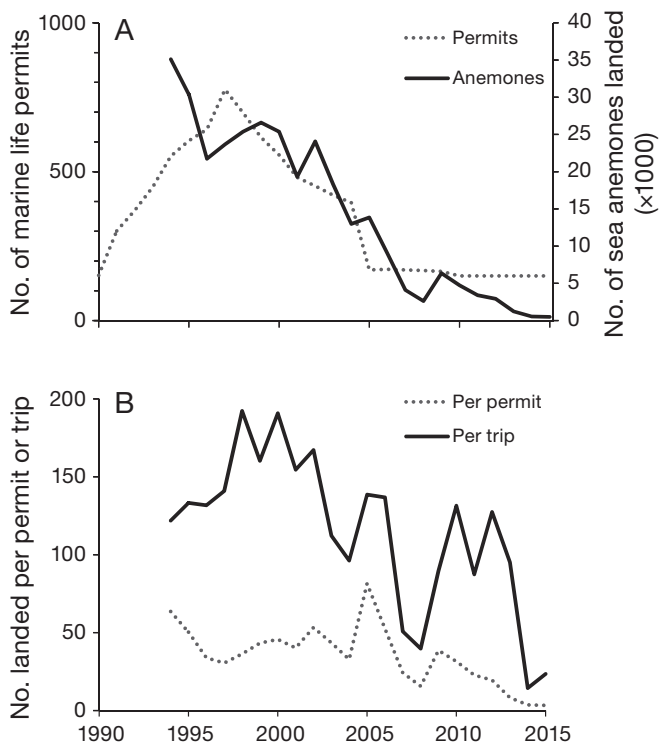 A
No. of marine life permits
1000
500
0
Permits
Anemones
40
35
30
25
20
15
10
5
0
No. of sea anemones landed
(×1000)
B
No. landed per permit or trip
200
150
100
50
0
Per permit
Per trip
1990 1995 2000 2005 2010 2015